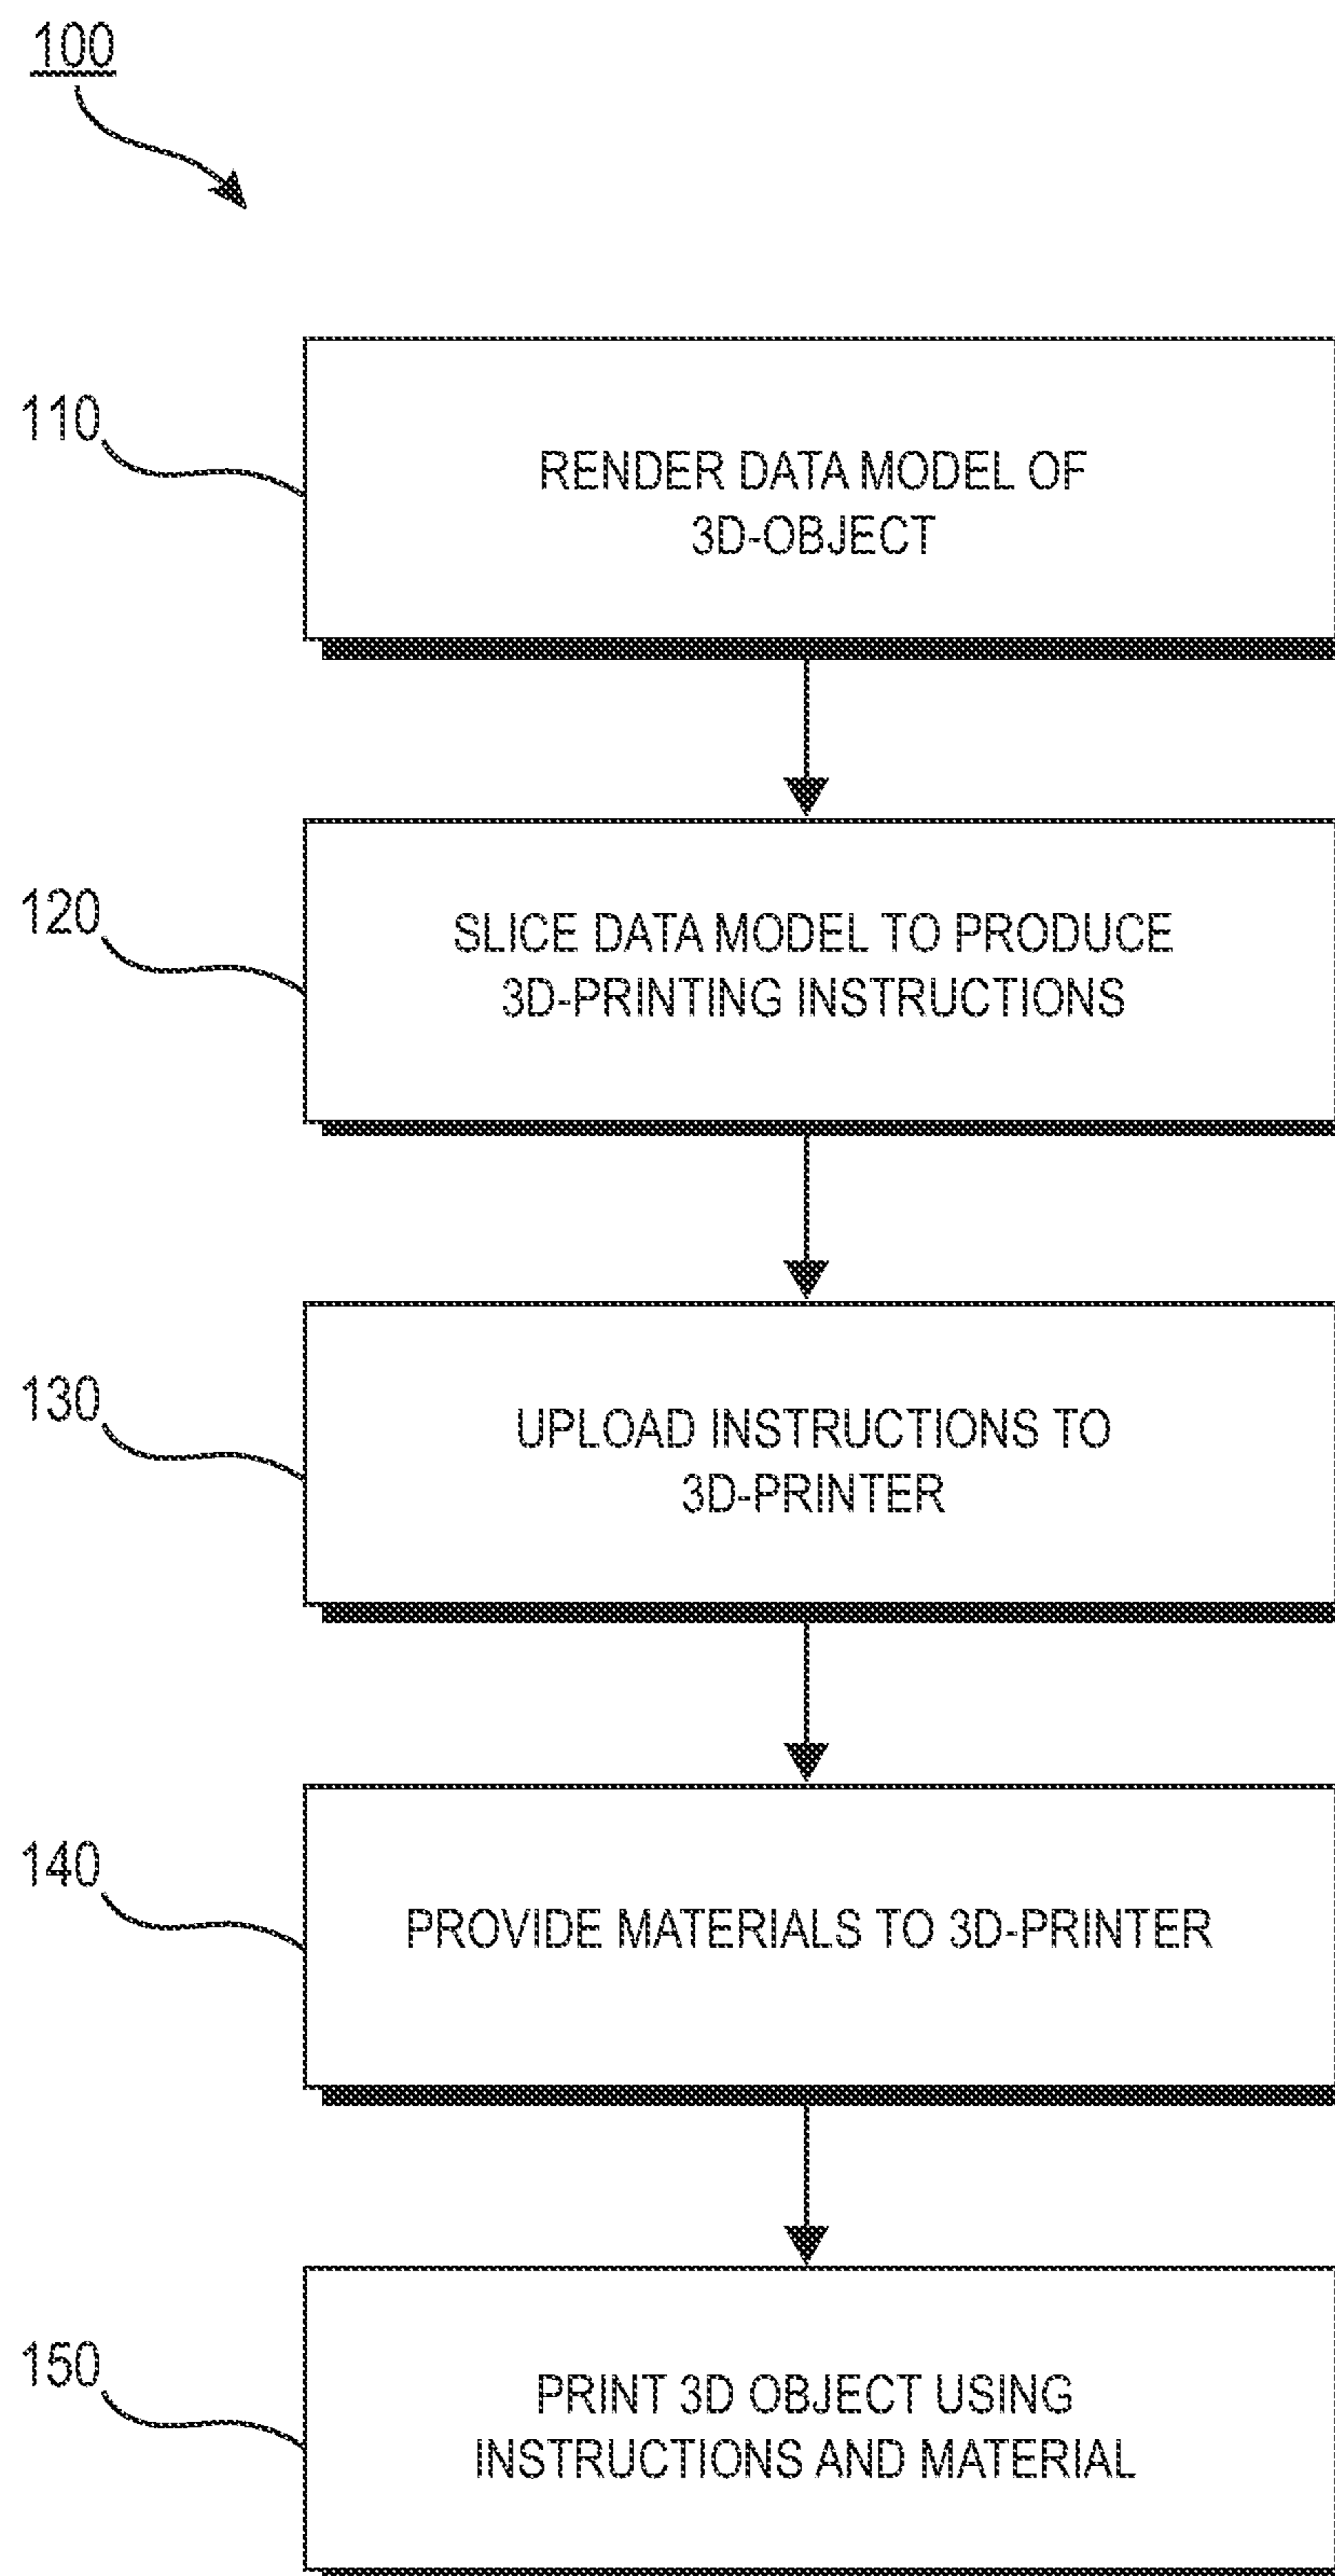 100
110
RENDER DATA MODEL OF
3D-OBJECT
120
SLICE DATA MODEL TO PRODUCE
3D-PRINTING INSTRUCTIONS
130
UPLOAD INSTRUCTIONS TO
3D-PRINTER
140
PROVIDE MATERIALS TO 3D-PRINTER
150
PRINT 3D OBJECT USING
INSTRUCTIONS AND MATERIAL